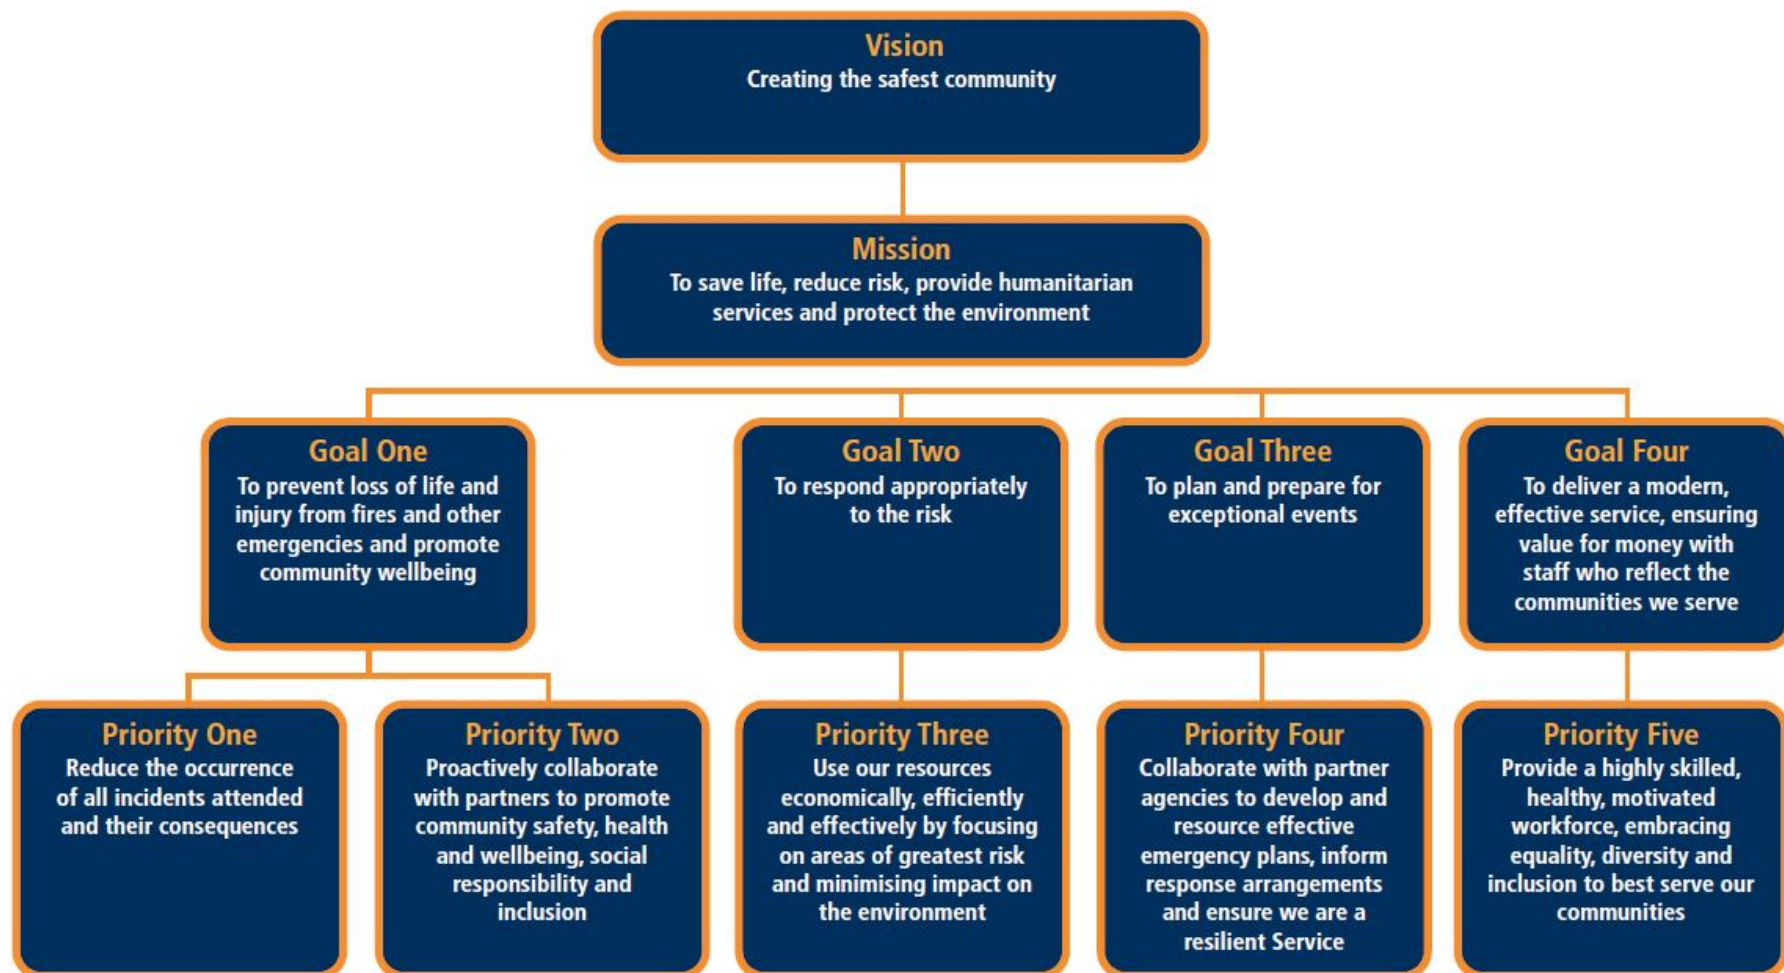 Vision
Creating the safest community
Mission
To save life, reduce risk, provide humanitarian
services and protect the environment
Goal One
To prevent loss of life and
injury from fires and other
emergencies and promote
community wellbeing
Goal Two
To respond appropriately
to the risk
Goal Three
To plan and prepare for
exceptional events
Goal Four
To deliver a modern,
effective service, ensuring
value for money with
staff who reflect the
communities we serve
Priority One
Reduce the occurrence
of all incidents attended
and their consequences
Priority Two
Proactively collaborate
with partners to promote
community safety, health
and wellbeing, social
responsibility and
inclusion
Priority Three
Use our resources
economically, efficiently
and effectively by focusing
on areas of greatest risk
and minimising impact on
the environment
Priority Four
Collaborate with partner
agencies to develop and
resource effective
emergency plans, inform
response arrangements
and ensure we are a
resilient Service
Priority Five
Provide a highly skilled,
healthy, motivated
workforce, embracing
equality, diversity and
inclusion to best serve our
communities